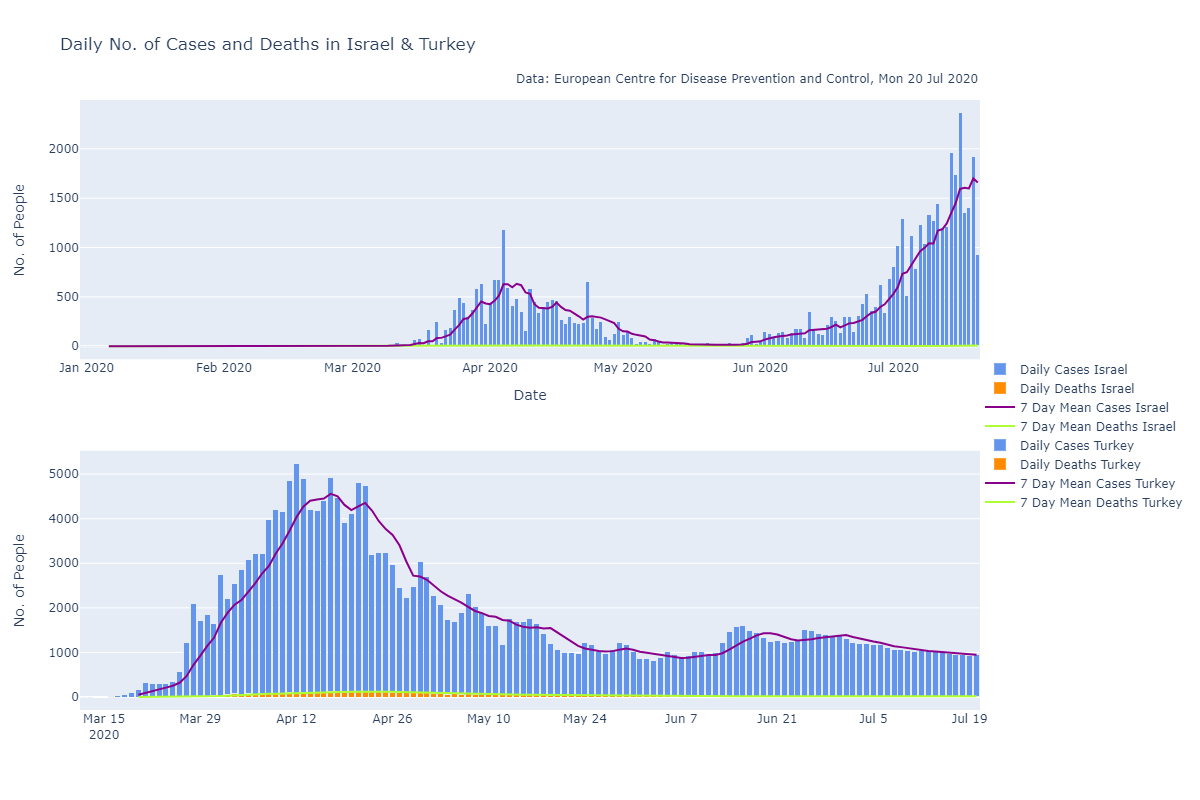 Daily No. of Cases and Deaths in Israel & Turkey
Data: European Centre for Disease Prevention and Control, Mon 20 Jul 2020
No. of People
2000
1500
1000
500
0
Jan 2020 Feb 2020 Mar 2020 Apr 2020 May 2020 Jun 2020 Jul 2020
Date
Daily Cases Israel
Daily Deaths Israel
7 Day Mean Cases Israel
7 Day Mean Deaths Israel
Daily Cases Turkey
Daily Deaths Turkey
7 Day Mean Cases Turkey
7 Day Mean Deaths Turkey
No. of People
5000
4000
3000
2000
1000
0
Mar 15 Mar 29 Apr 12 Apr 26 May 10 May 24 Jun 7 Jun 21 Jul 5 Jul 19
2020